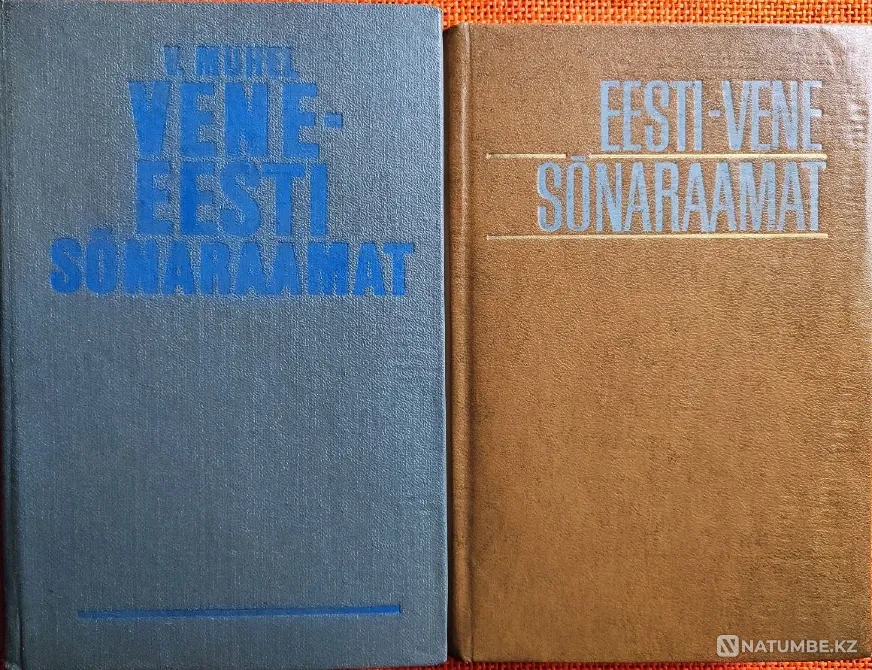 V. MUHEL
VENE-
EESTI
SÕNARAAMAT
EESTI-VENE
SÕNARAAMAT
NATUMBE.KZ